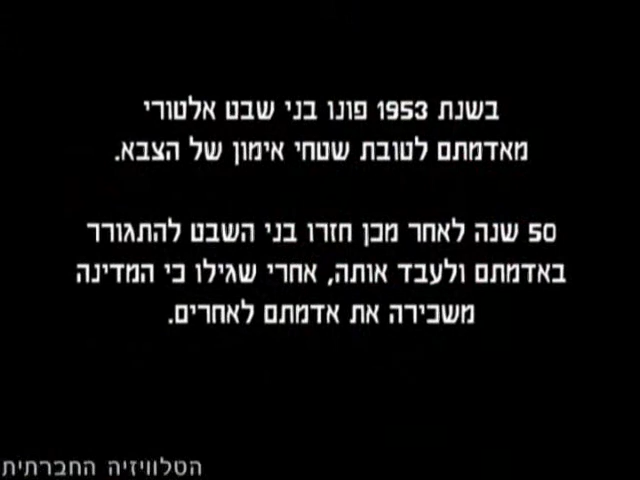 בשנת 1953 פונו בני שבט אלטורי
מאדמתם לטובת שטחי אימון של הצבא.
50 שנה לאחר מכן חזרו בני השבט להתגורר
באדמתם ולעבד אותה, אחרי שגילו כי המדינה
משכירה את אדמתם לאחרים.
הטלוויזיה החברתית